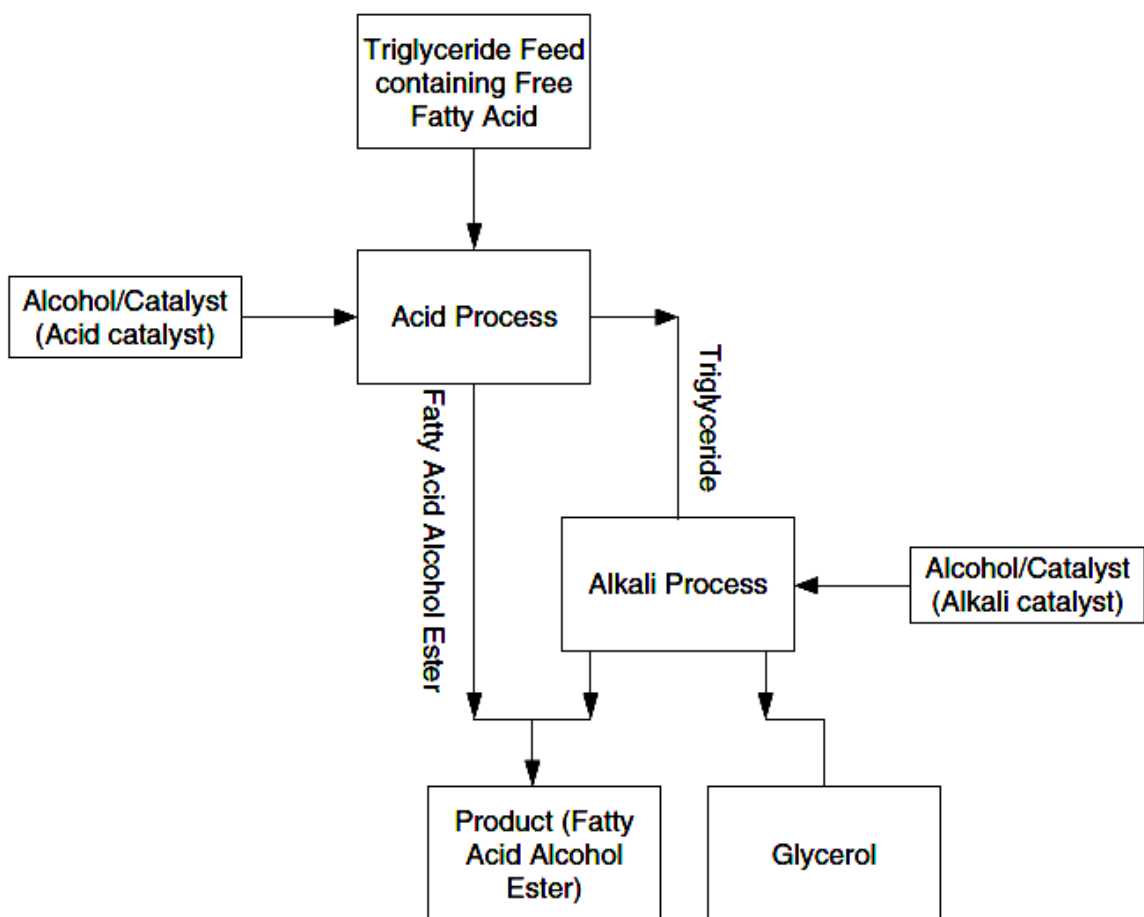 Triglyceride Feed
containing Free
Fatty Acid
Alcohol/Catalyst
(Acid catalyst)
Acid Process
Triglyceride
Fatty Acid Alcohol Ester
Alkali Process
Alcohol/Catalyst
(Alkali catalyst)
Product (Fatty
Acid Alcohol
Ester)
Glycerol